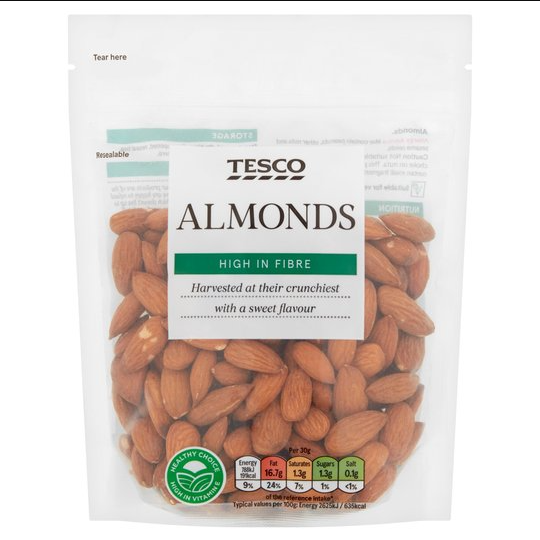 Tear here
Resealable
TESCO
ALMONDS
HIGH IN FIBRE
Harvested at their crunchiest
with a sweet flavour
STORAGE
NUTRITION
HEALTHY CHOICE
HIGH IN VITAMIN E
Per 30g
Energy Fat Saturates Sugars Salt
788kJ
191kcal 16.7g 1.3g 1.3g 0.1g
9% 24% 7% 1% <1%
of the reference intake*
Typical values per 100g: Energy 2625kJ / 635kcal